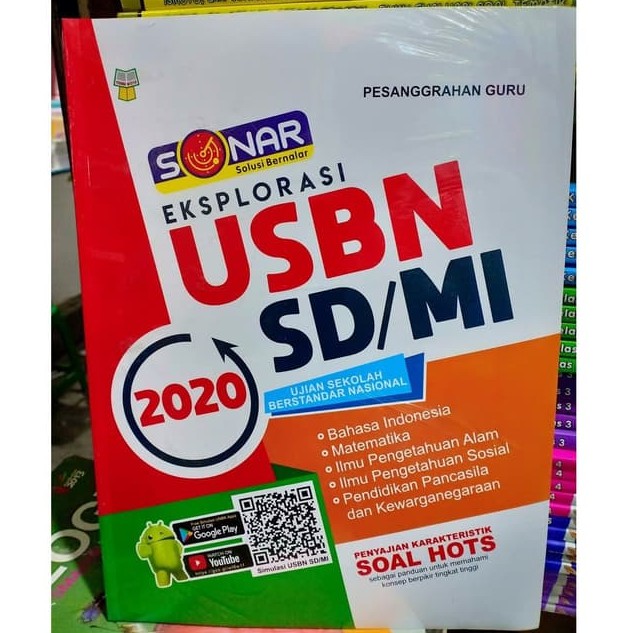 PESANGGRAHAN GURU
SONAR
Solusi Bernalar
EKSPLORASI
USBN
SD/MI
2020
UJIAN SEKOLAH
BERSTANDAR NASIONAL
• Bahasa Indonesia
• Matematika
• Ilmu Pengetahuan Alam
• Ilmu Pengetahuan Sosial
• Pendidikan Pancasila
dan Kewarganegaraan
GET IT ON
Google Play
WATCH ON
YouTube
Simulasi USBN SD/MI
PENYAJIAN KARAKTERISTIK
SOAL HOTS
sebagai panduan untuk memahami
konsep berpikir tingkat tinggi